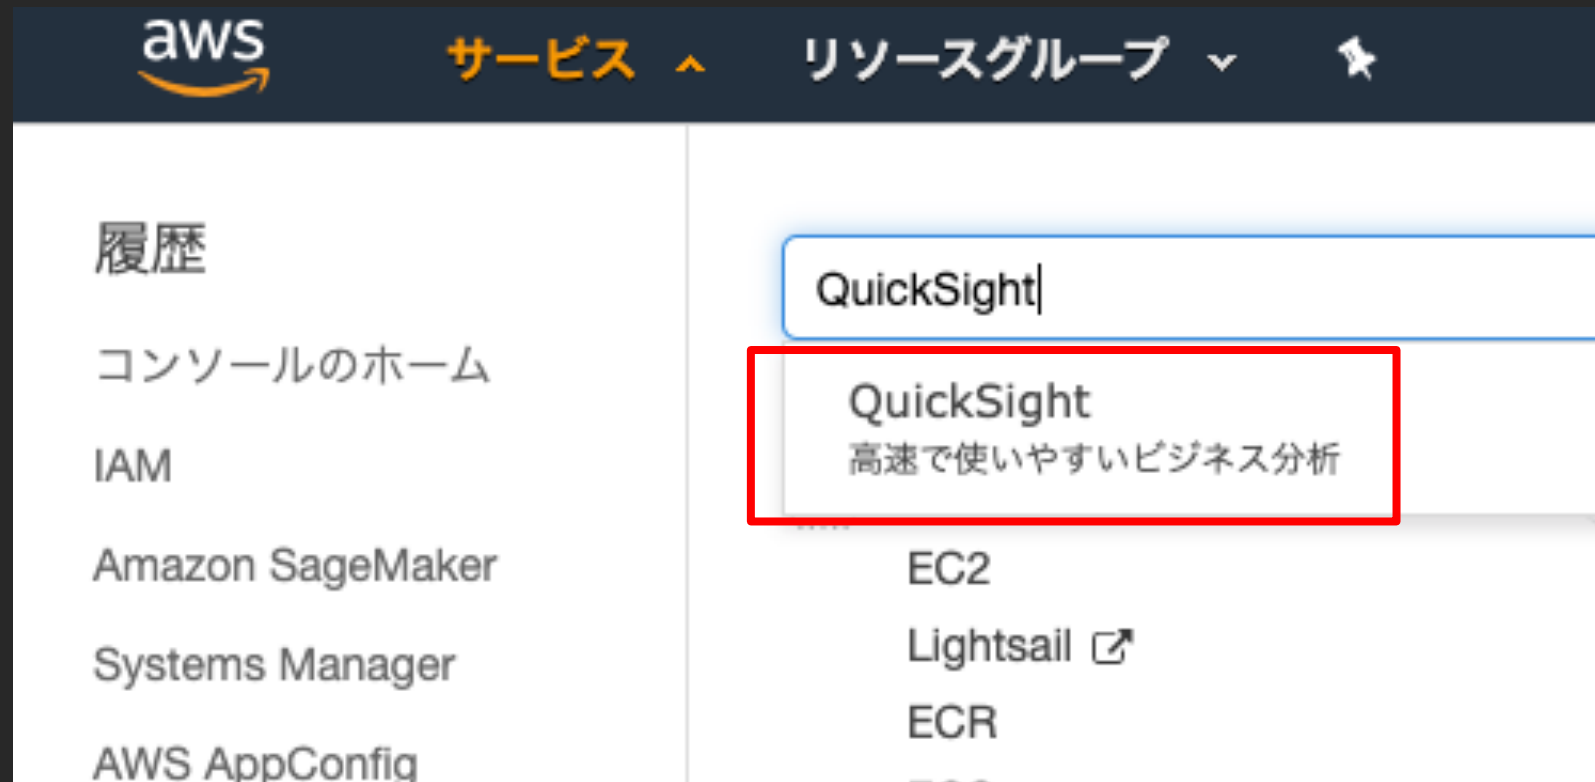 aws
サービス
リソースグループ
履歴
コンソールのホーム
IAM
Amazon SageMaker
Systems Manager
AWS AppConfig
QuickSight
QuickSight
高速で使いやすいビジネス分析
EC2
Lightsail
ECR